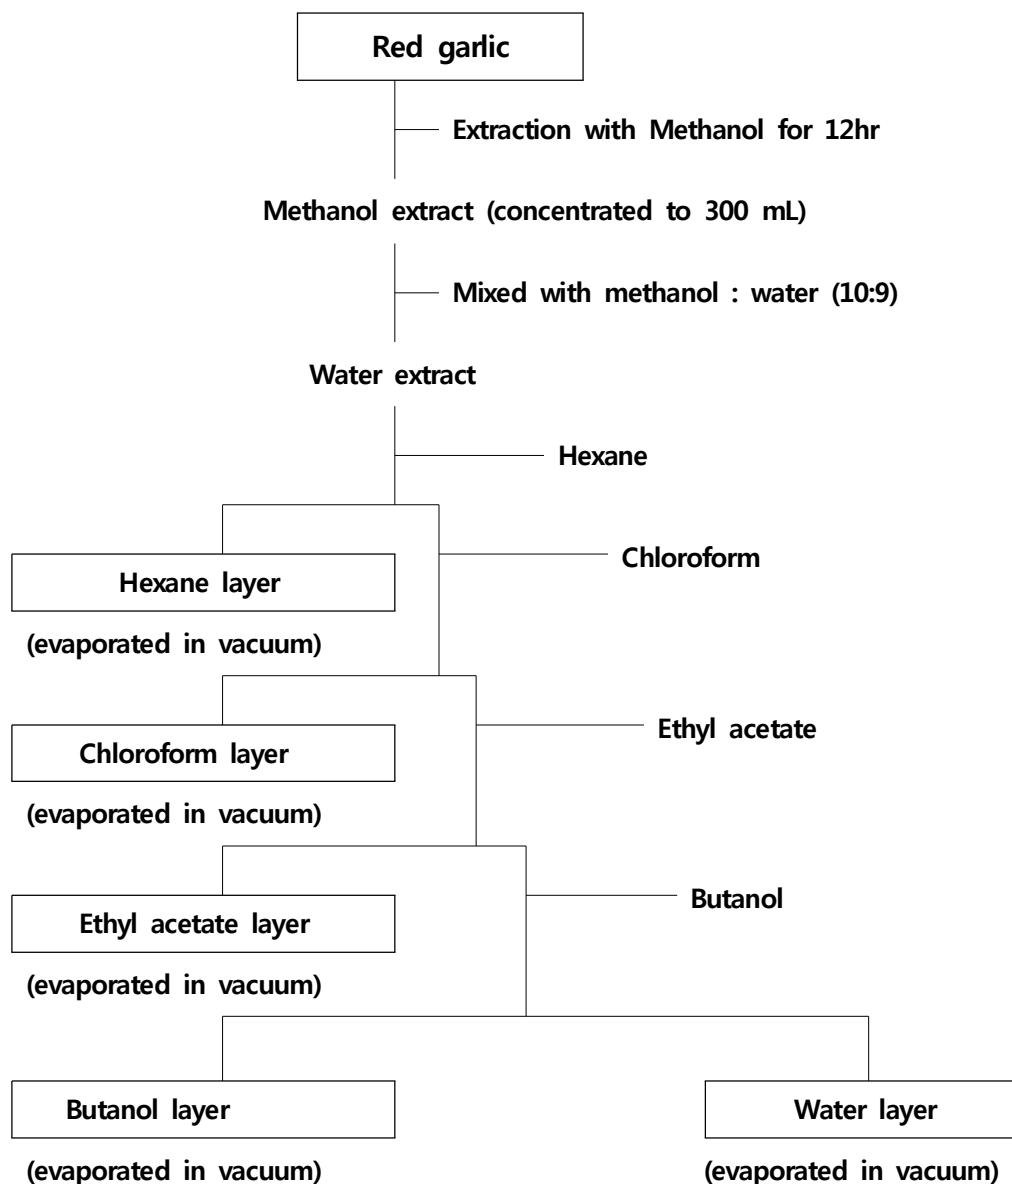 Red garlic
Extraction with Methanol for 12hr
Methanol extract (concentrated to 300 mL)
Mixed with methanol : water (10:9)
Water extract
Hexane
Chloroform
Hexane layer
(evaporated in vacuum)
Ethyl acetate
Chloroform layer
(evaporated in vacuum)
Butanol
Ethyl acetate layer
(evaporated in vacuum)
Butanol layer
Water layer
(evaporated in vacuum)
(evaporated in vacuum)